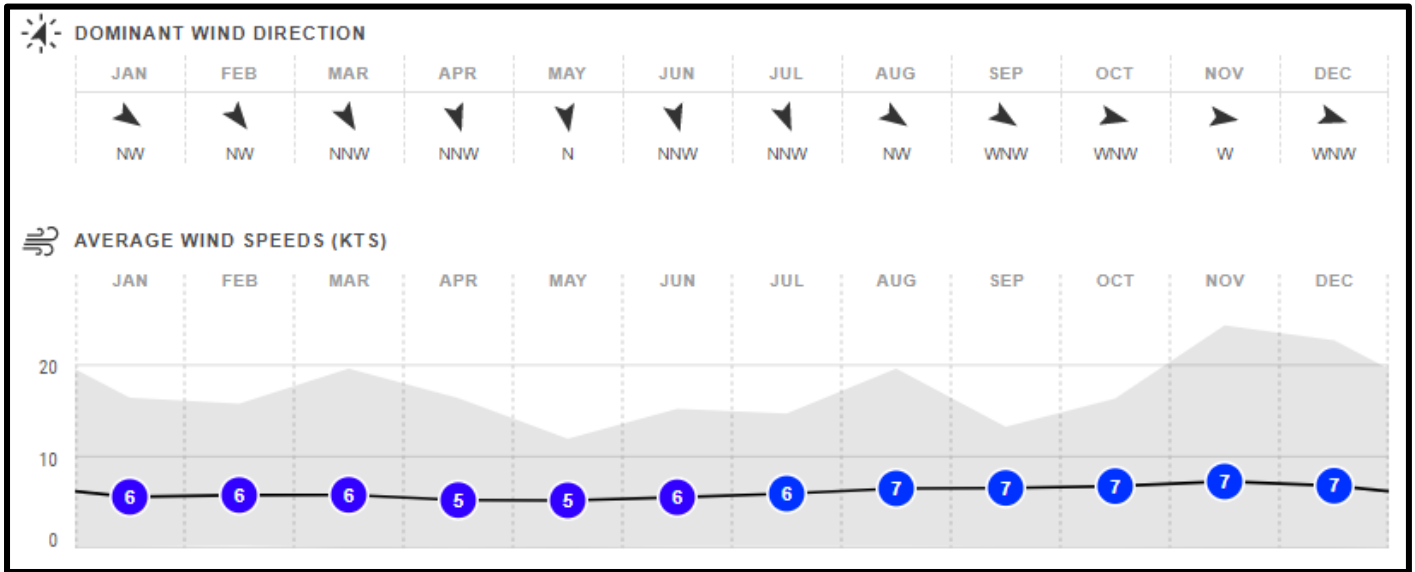 DOMINANT WIND DIRECTION
JAN FEB MAR APR MAY JUN JUL AUG SEP OCT NOV DEC
NW NW NNW NNW N NNW NNW NW WNW WNW W WNW
AVERAGE WIND SPEEDS (KTS)
JAN FEB MAR APR MAY JUN JUL AUG SEP OCT NOV DEC
20
10
6 6 6 5 5 6 6 7 7 7 7 7
0